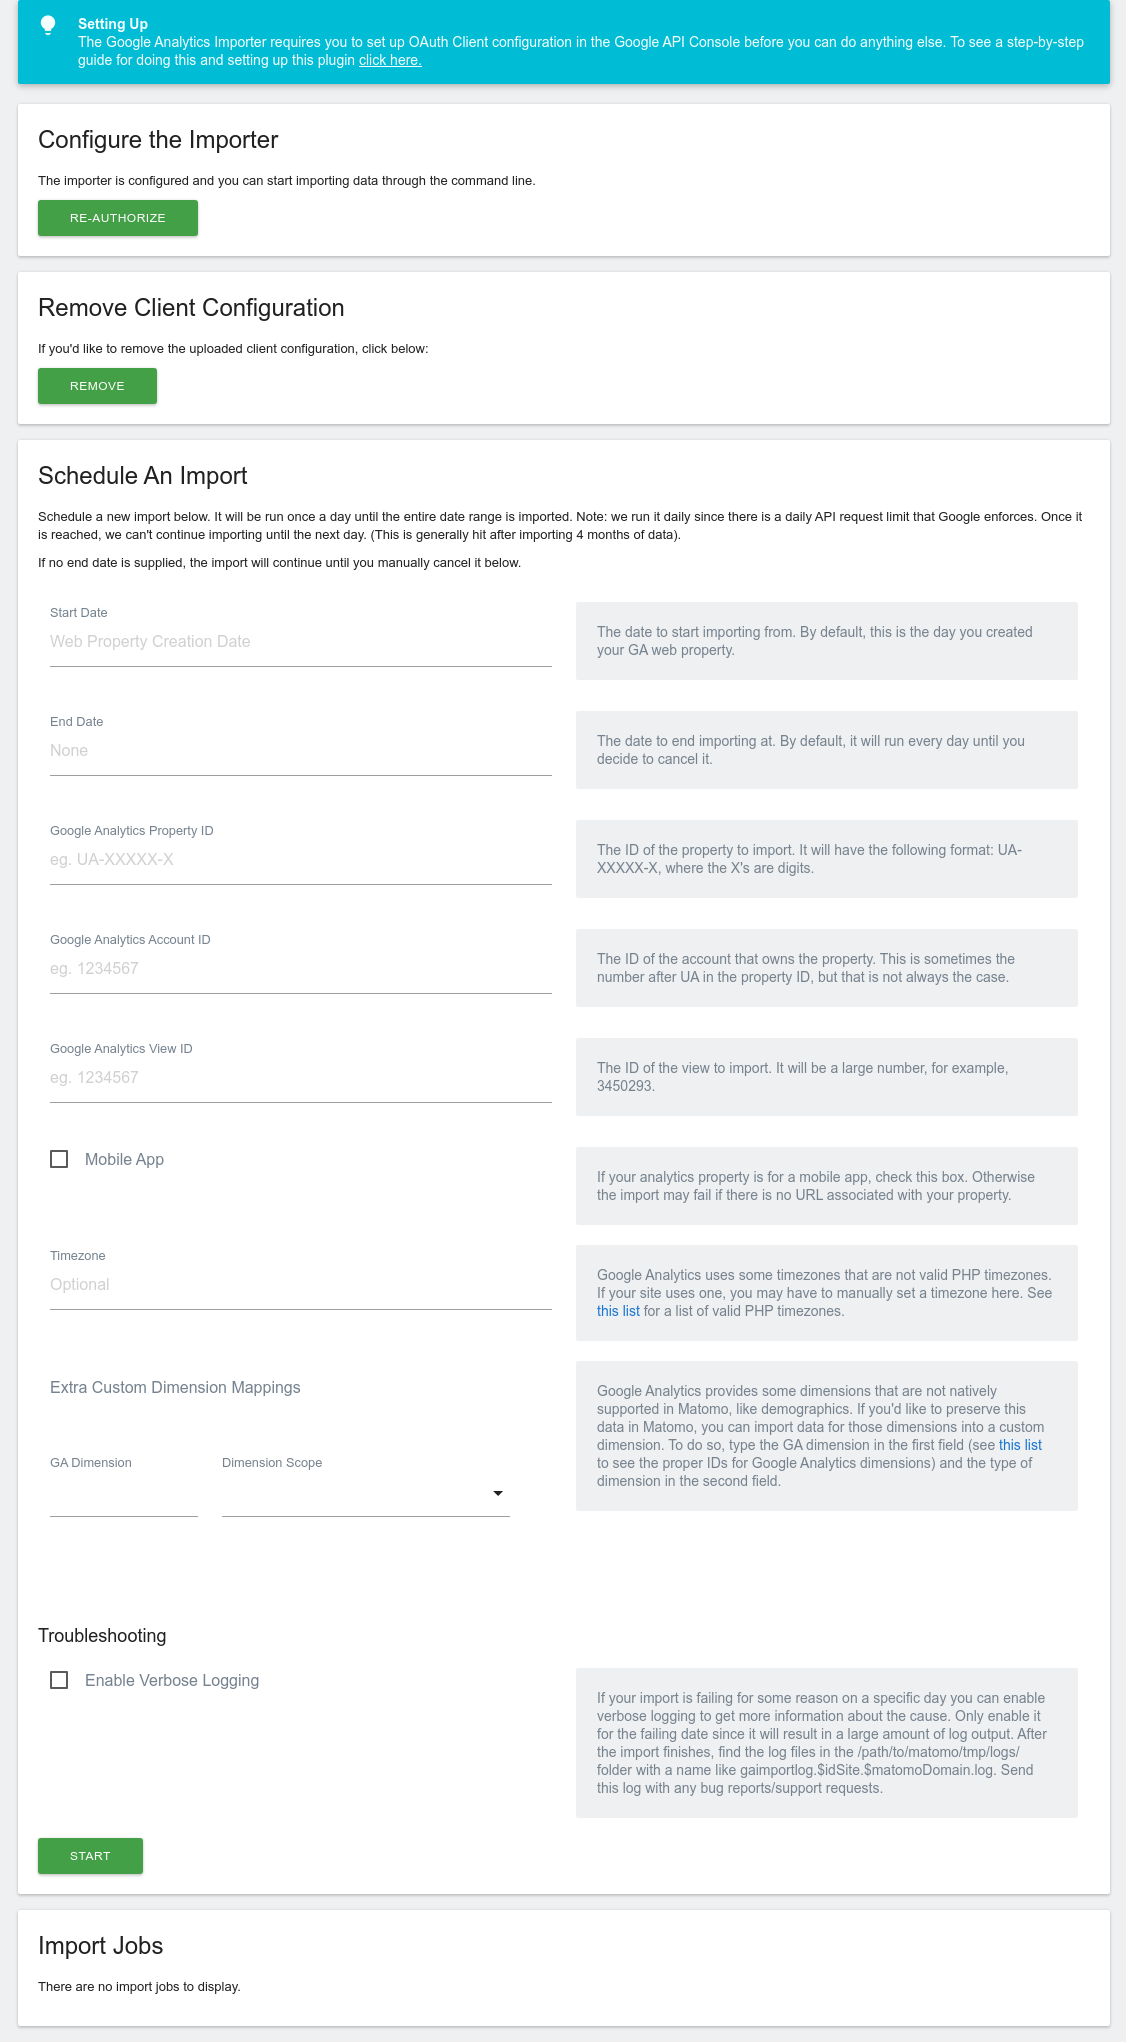 Setting Up
The Google Analytics Importer requires you to set up OAuth Client configuration in the Google API Console before you can do anything else. To see a step-by-step
guide for doing this and setting up this plugin click here.
Configure the Importer
The importer is configured and you can start importing data through the command line.
RE-AUTHORIZE
Remove Client Configuration
If you'd like to remove the uploaded client configuration, click below:
REMOVE
Schedule An Import
Schedule a new import below. It will be run once a day until the entire date range is imported. Note: we run it daily since there is a daily API request limit that Google enforces. Once it
is reached, we can't continue importing until the next day. (This is generally hit after importing 4 months of data).
If no end date is supplied, the import will continue until you manually cancel it below.
Start Date
Web Property Creation Date
The date to start importing from. By default, this is the day you created
your GA web property.
End Date
None
The date to end importing at. By default, it will run every day until you
decide to cancel it.
Google Analytics Property ID
eg. UA-XXXXX-X
The ID of the property to import. It will have the following format: UA-
XXXXX-X, where the X's are digits.
Google Analytics Account ID
eg. 1234567
The ID of the account that owns the property. This is sometimes the
number after UA in the property ID, but that is not always the case.
Google Analytics View ID
eg. 1234567
The ID of the view to import. It will be a large number, for example,
3450293.
Mobile App
If your analytics property is for a mobile app, check this box. Otherwise
the import may fail if there is no URL associated with your property.
Timezone
Optional
Google Analytics uses some timezones that are not valid PHP timezones.
If your site uses one, you may have to manually set a timezone here. See
this list for a list of valid PHP timezones.
Extra Custom Dimension Mappings
GA Dimension
Dimension Scope
Google Analytics provides some dimensions that are not natively
supported in Matomo, like demographics. If you'd like to preserve this
data in Matomo, you can import data for those dimensions into a custom
dimension. To do so, type the GA dimension in the first field (see this list
to see the proper IDs for Google Analytics dimensions) and the type of
dimension in the second field.
Troubleshooting
Enable Verbose Logging
If your import is failing for some reason on a specific day you can enable
verbose logging to get more information about the cause. Only enable it
for the failing date since it will result in a large amount of log output. After
the import finishes, find the log files in the /path/to/matomo/tmp/logs/
folder with a name like gaimportlog.$idSite.$matomoDomain.log. Send
this log with any bug reports/support requests.
START
Import Jobs
There are no import jobs to display.